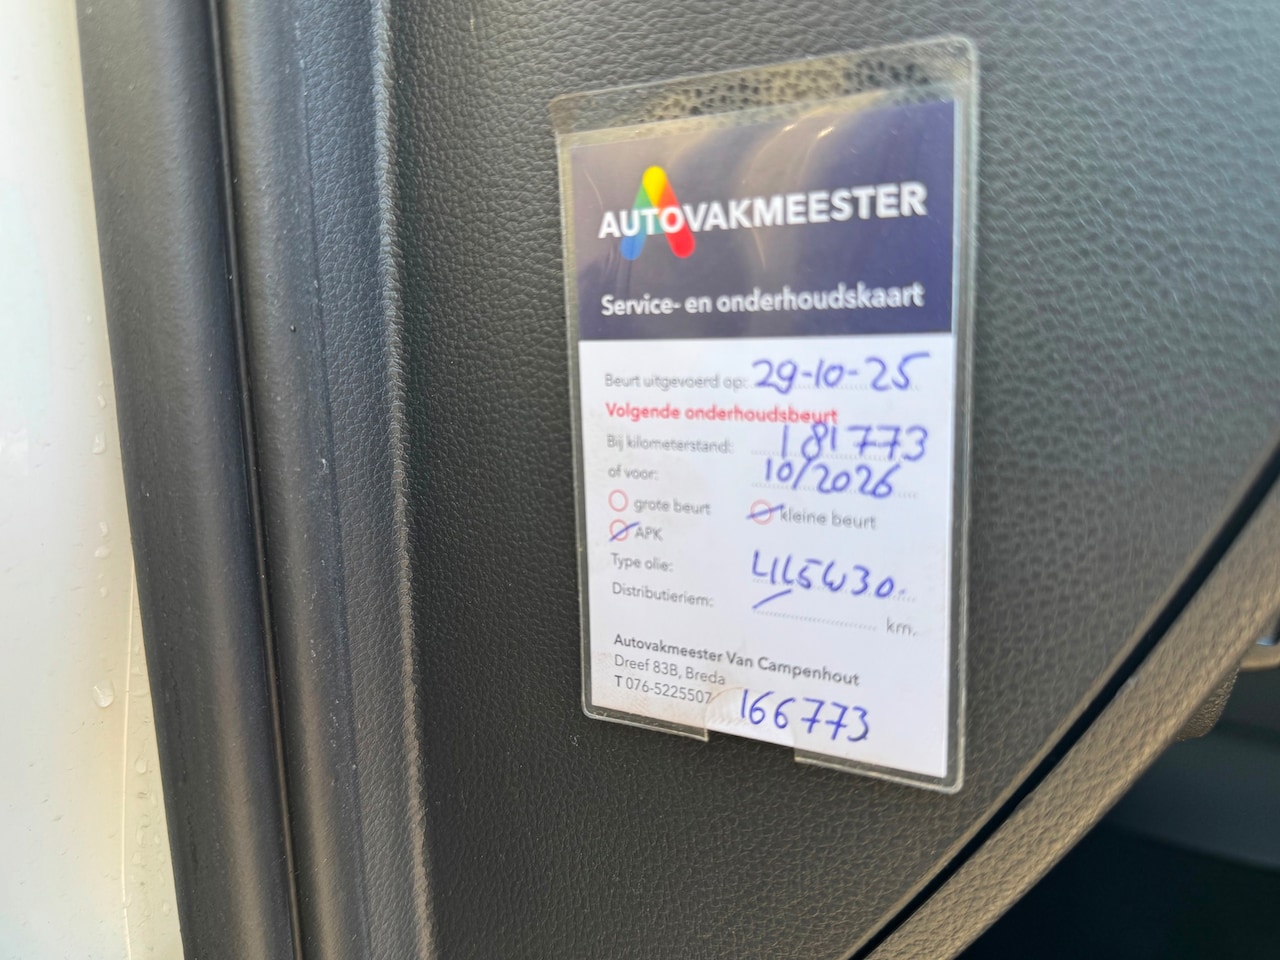 AUTOVAKMEESTER
Service- en onderhoudskaart
Beurt uitgevoerd op: 29-10-25
Volgende onderhoudsbeurt
Bij kilometerstand: 181773
of voor: 10/2026
grote beurt kleine beurt
APK
Type olie: LIL5W30.
Distributieriem: km.
Autovakmeester Van Campenhout
Dreef 83B, Breda
T 076-5225507
166773